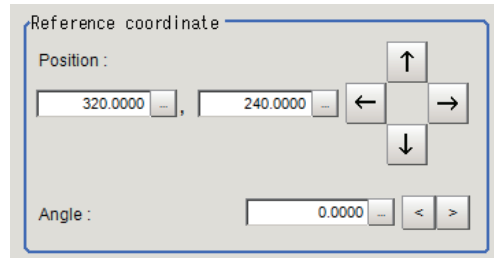 Reference coordinate
Position :
↑
320.0000 ... , 240.0000 ... ← →
↓
Angle : 0.0000 ... < >